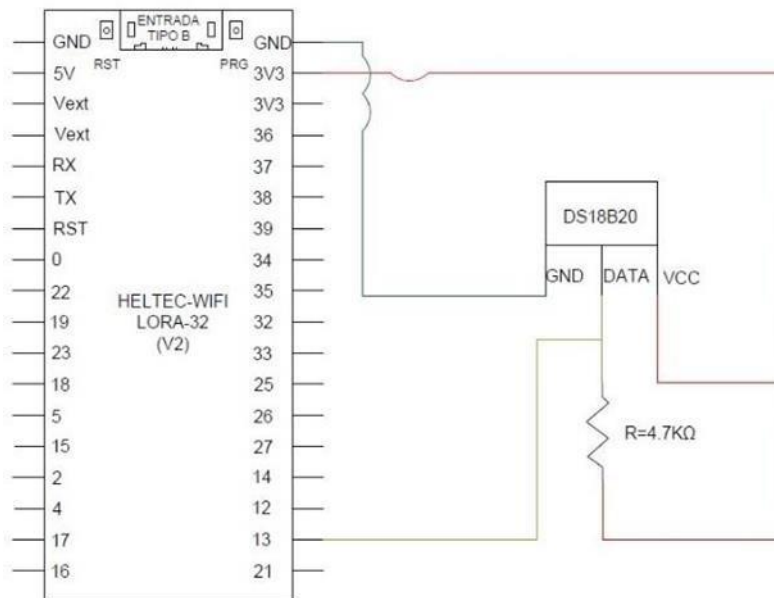 ENTRADA
TIPO B
RST
PRG
GND
5V
Vext
Vext
RX
TX
RST
0
22
19
23
18
5
15
2
4
17
16
HELTEC-WIFI
LORA-32
(V2)
GND
3V3
3V3
36
37
38
39
34
35
32
33
25
26
27
14
12
13
21
DS18B20
GND DATA VCC
R=4.7KΩ